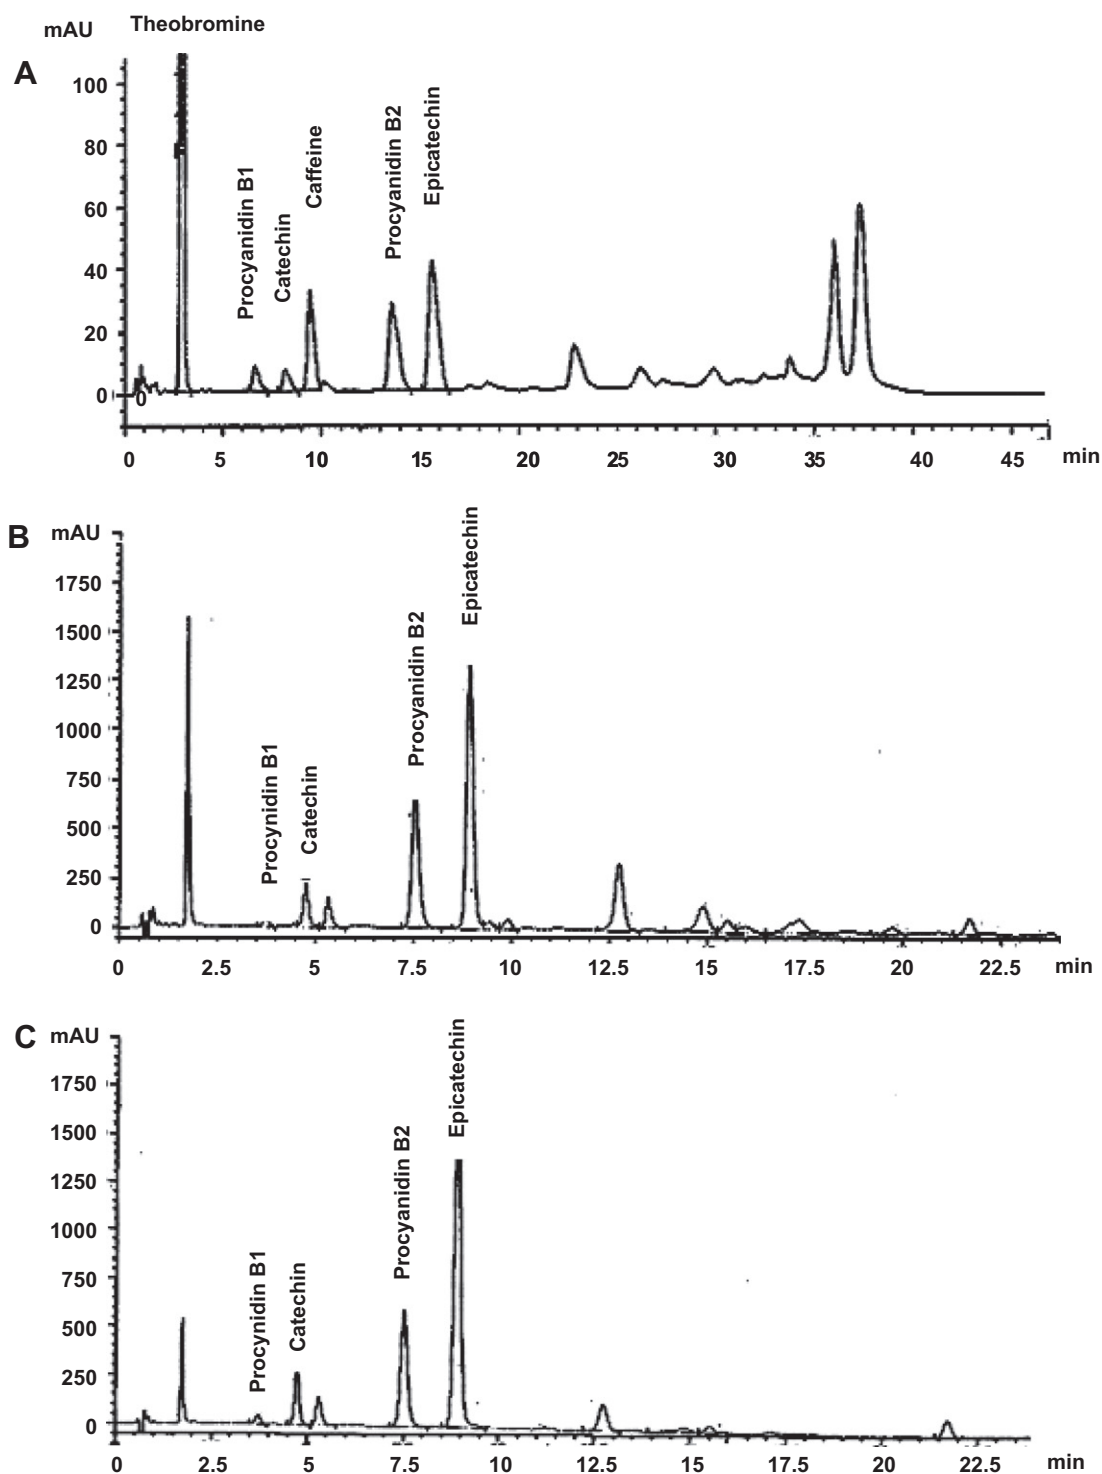 mAU Theobromine
A
100
80
60
40
20
0
0
Procyanidin B1
Catechin
Caffeine
Procyanidin B2
Epicatechin
0 5 10 15 20 25 30 35 40 45 min
B mAU
1750
1500
1250
1000
750
500
250
0
Procynidin B1
Catechin
Procyanidin B2
Epicatechin
0 2.5 5 7.5 10 12.5 15 17.5 20 22.5 min
C mAU
1750
1500
1250
1000
750
500
250
0
Procynidin B1
Catechin
Procyanidin B2
Epicatechin
0 2.5 5 7.5 10 12.5 15 17.5 20 22.5 min